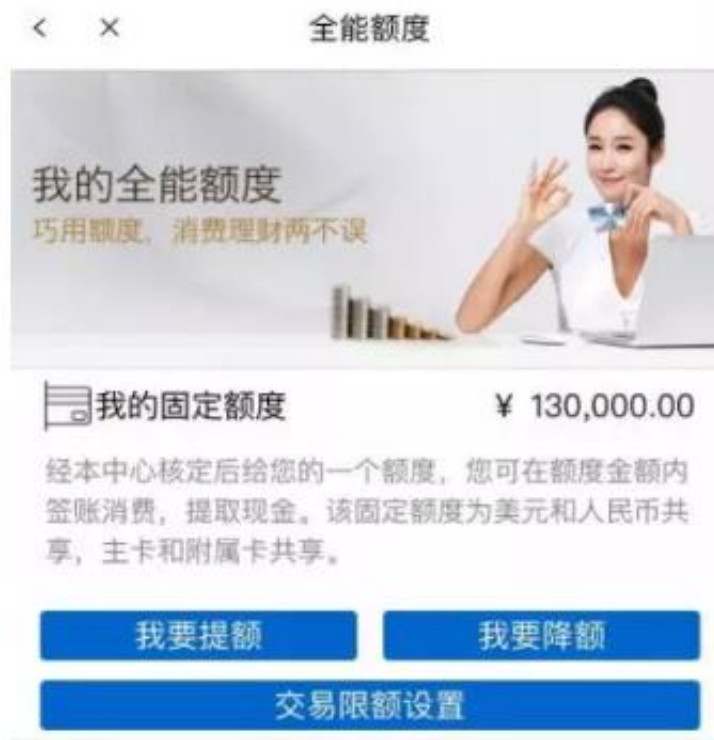 全能额度
我的全能额度
巧用额度，消费理财两不误
我的固定额度 ¥ 130,000.00
经本中心核定后给您的一个额度，您可在额度金额内
签账消费，提取现金。该固定额度为美元和人民币共
享，主卡和附属卡共享。
我要提额 我要降额
交易限额设置